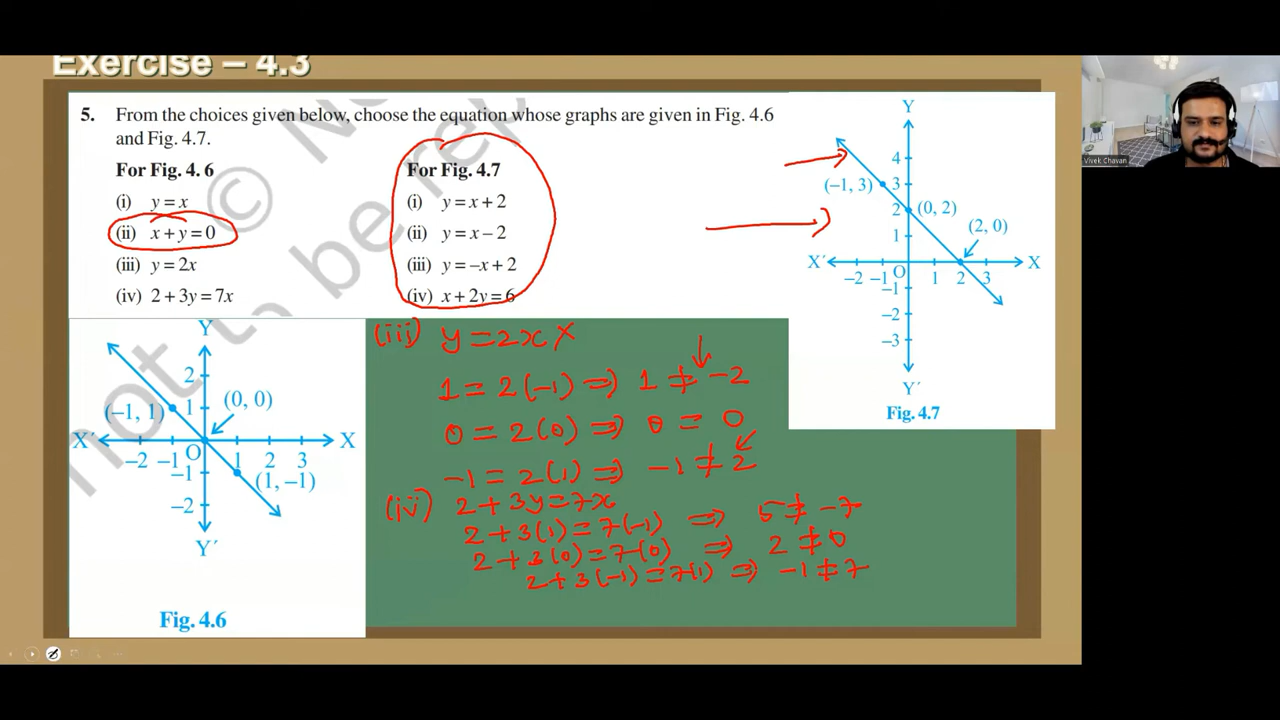 Exercise – 4.3
5. From the choices given below, choose the equation whose graphs are given in Fig. 4.6
and Fig. 4.7.
For Fig. 4. 6
(i) y = x
(ii) x + y = 0
(iii) y = 2x
(iv) 2 + 3y = 7x
For Fig. 4.7
(i) y = x + 2
(ii) y = x – 2
(iii) y = –x + 2
(iv) x + 2y = 6
Y
4
(–1, 3) 3
2 (0, 2)
1 (2, 0)
X′ –2 –1 O 1 2 3 X
–1
–2
–3
Y′
Fig. 4.7
Y
2
(–1, 1) 1 (0, 0)
X′ –2 –1 O 1 2 3 X
–1 (1, –1)
–2
Y′
Fig. 4.6
(iii) y = 2x ×
1 = 2(-1) ⇒ 1 ≠ -2
0 = 2(0) ⇒ 0 = 0
-1 = 2(1) ⇒ -1 ≠ 2
(iv) 2 + 3y = 7x
2 + 3(1) = 7(-1) ⇒ 5 ≠ -7
2 + 3(0) = 7(0) ⇒ 2 ≠ 0
2 + 3(-1) = 7(1) ⇒ -1 ≠ 7
Vivek Chavan
© N
not to be rep